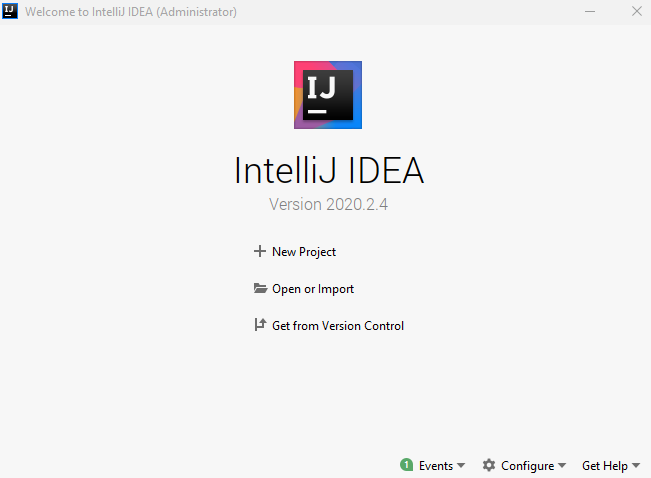 Welcome to IntelliJ IDEA (Administrator)
IJ
IntelliJ IDEA
Version 2020.2.4
New Project
Open or Import
Get from Version Control
1 Events Configure Get Help